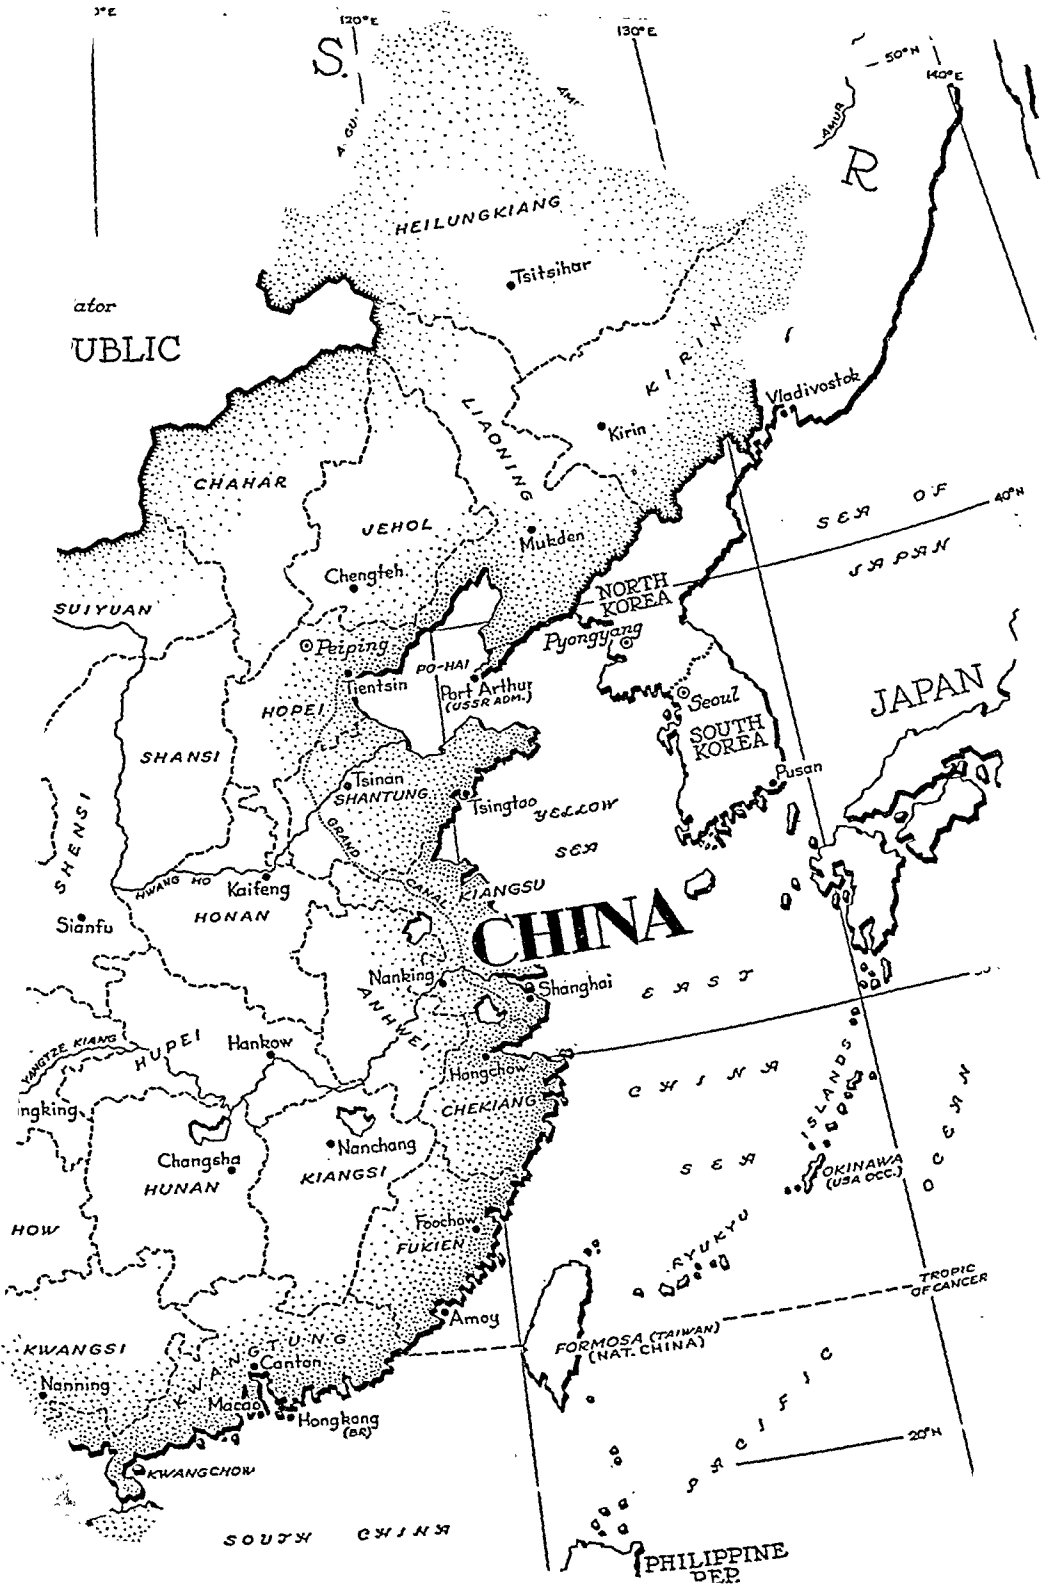 120°E
130°E
50°N
140°E
S.
AMUR
R
HEILUNGKIANG
Tsitsihar
ator
UBLIC
KIRIN
Vladivostok
LIAONING
Kirin
CHAHAR
JEHOL
SEA OF
40°N
JAPAN
Mukden
Chengteh
NORTH
KOREA
SUIYUAN
Peiping
Pyongyang
PO-HAI
Tientsin
Port Arthur
(USSR ADM.)
Seoul
JAPAN
HOPEI
SOUTH
KOREA
SHANSI
Pusan
Tsinan
SHANTUNG
Tsingtao
YELLOW
SEA
GRAND
CANAL
SHENSI
HWANG HO
Kaifeng
KIANGSU
HONAN
CHINA
Sianfu
Nanking
Shanghai
EAST
ANHWEI
HUPEI
Hankow
YANGTZE KIANG
Hangchow
CHINA
ISLANDS
OCEAN
ngking
CHEKIANG
Nanchang
Changsha
KIANGSI
SEA
OKINAWA
(USA OCC.)
HUNAN
HOW
Foochow
FUKIEN
RYUKYU
TROPIC
OF CANCER
Amoy
FORMOSA (TAIWAN)
(NAT. CHINA)
KWANGSI
KWANGTUNG
Canton
PACIFIC
Nanning
Macao
Hongkong
(BR)
20°N
KWANGCHOW
SOUTH CHINA
PHILIPPINE
REP.